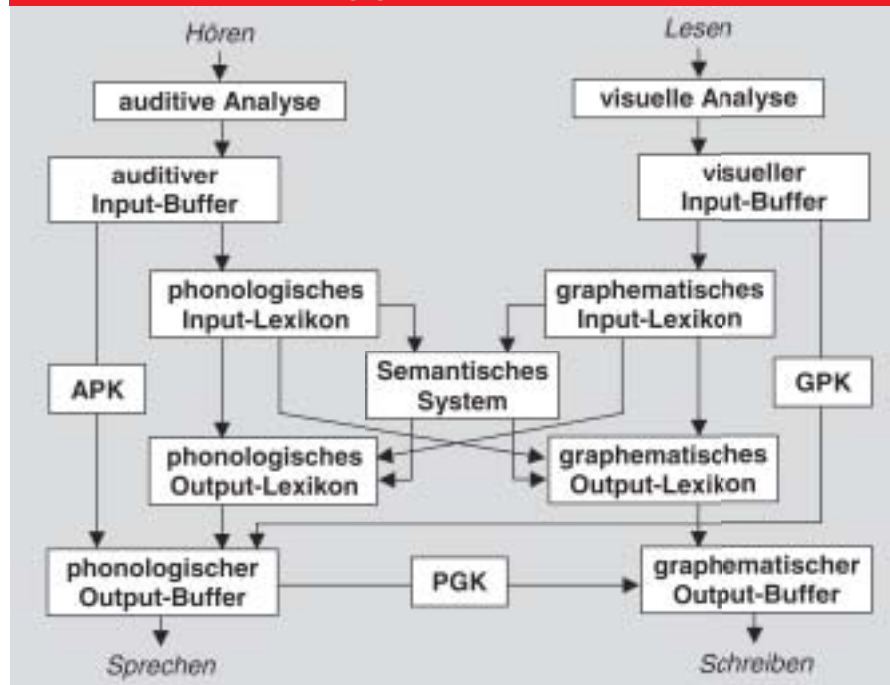 Hören
Lesen
auditive Analyse
visuelle Analyse
auditiver
Input-Buffer
visueller
Input-Buffer
phonologisches
Input-Lexikon
graphematisches
Input-Lexikon
APK
Semantisches
System
GPK
phonologisches
Output-Lexikon
graphematisches
Output-Lexikon
phonologischer
Output-Buffer
PGK
graphematischer
Output-Buffer
Sprechen
Schreiben